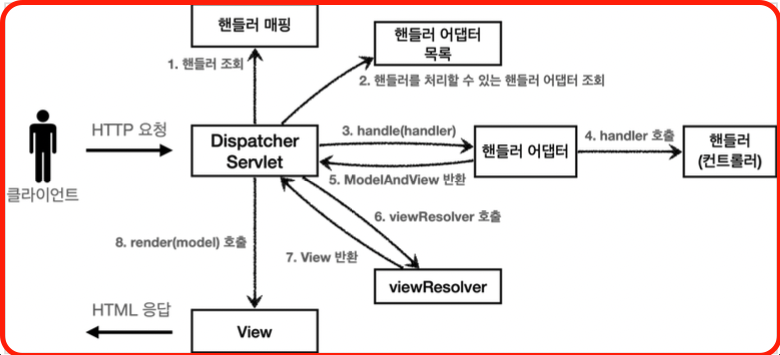 핸들러 매핑
핸들러 어댑터
목록
1. 핸들러 조회
2. 핸들러를 처리할 수 있는 핸들러 어댑터 조회
HTTP 요청
Dispatcher
Servlet
3. handle(handler)
핸들러 어댑터
4. handler 호출
핸들러
(컨트롤러)
클라이언트
5. ModelAndView 반환
6. viewResolver 호출
8. render(model) 호출
7. View 반환
viewResolver
HTML 응답
View